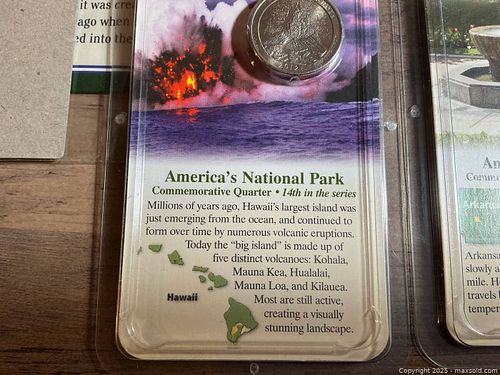 it was cre
ago when
ed into the
America's National Park
Commemorative Quarter • 14th in the series
Millions of years ago, Hawaii's largest island was
just emerging from the ocean, and continued to
form over time by numerous volcanic eruptions.
Today the "big island" is made up of
five distinct volcanoes: Kohala,
Mauna Kea, Hualalai,
Mauna Loa, and Kilauea.
Most are still active,
creating a visually
stunning landscape.
Hawaii
Am
Comme
Arkansas
Arkansa
slowly a
mile. H
travels
temper
Copyright 2025 - maxsold.com